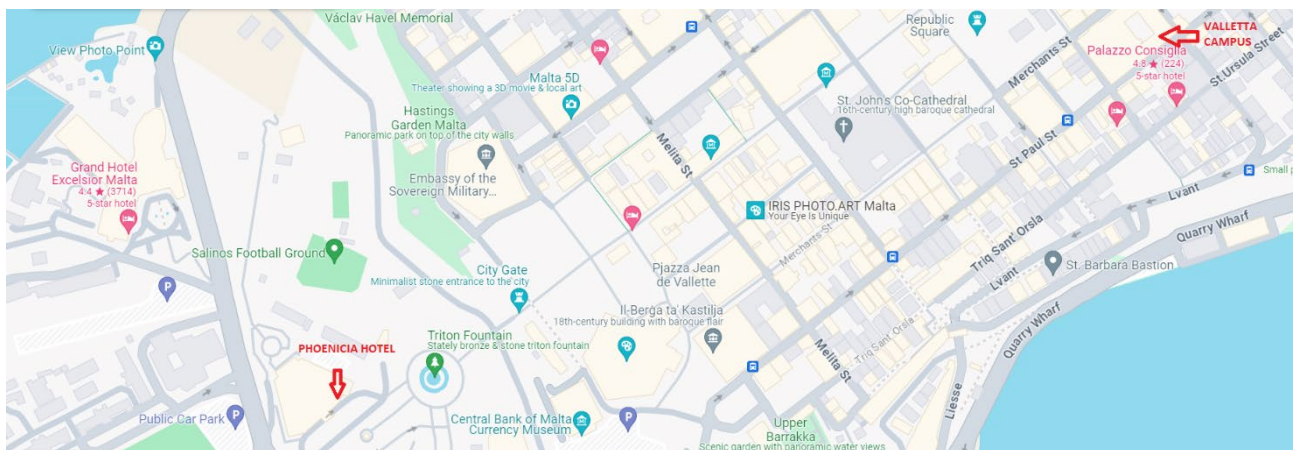 Václav Havel Memorial
View Photo Point
Malta 5D
Theater showing a 3D movie & local art
Republic
Square
VALLETTA
CAMPUS
Merchants St
Palazzo Consiglia
4.8 ★ (224)
5-star hotel
St. Ursula Street
Hastings
Garden Malta
Panoramic park on top of the city walls
St. John's Co-Cathedral
16th-century high baroque cathedral
Melita St
St Paul St
Grand Hotel
Excelsior Malta
4.4 ★ (3714)
5-star hotel
Embassy of the
Sovereign Military...
Small p
Lvant
IRIS PHOTO.ART Malta
Your Eye Is Unique
Quarry Wharf
Merchants St
Triq Sant' Orsla
Salinos Football Ground
City Gate
Minimalist stone entrance to the city
Pjazza Jean
de Vallette
St. Barbara Bastion
Lvant
P
Il-Berġa ta' Kastilja
18th-century building with baroque flair
Quarry Wharf
Triton Fountain
Stately bronze & stone triton fountain
PHOENICIA HOTEL
Triq Sant' Orsla
Melita St
Liesse
Public Car Park
P
Central Bank of Malta
Currency Museum
P
Upper
Barrakka
Scenic garden with panoramic water views